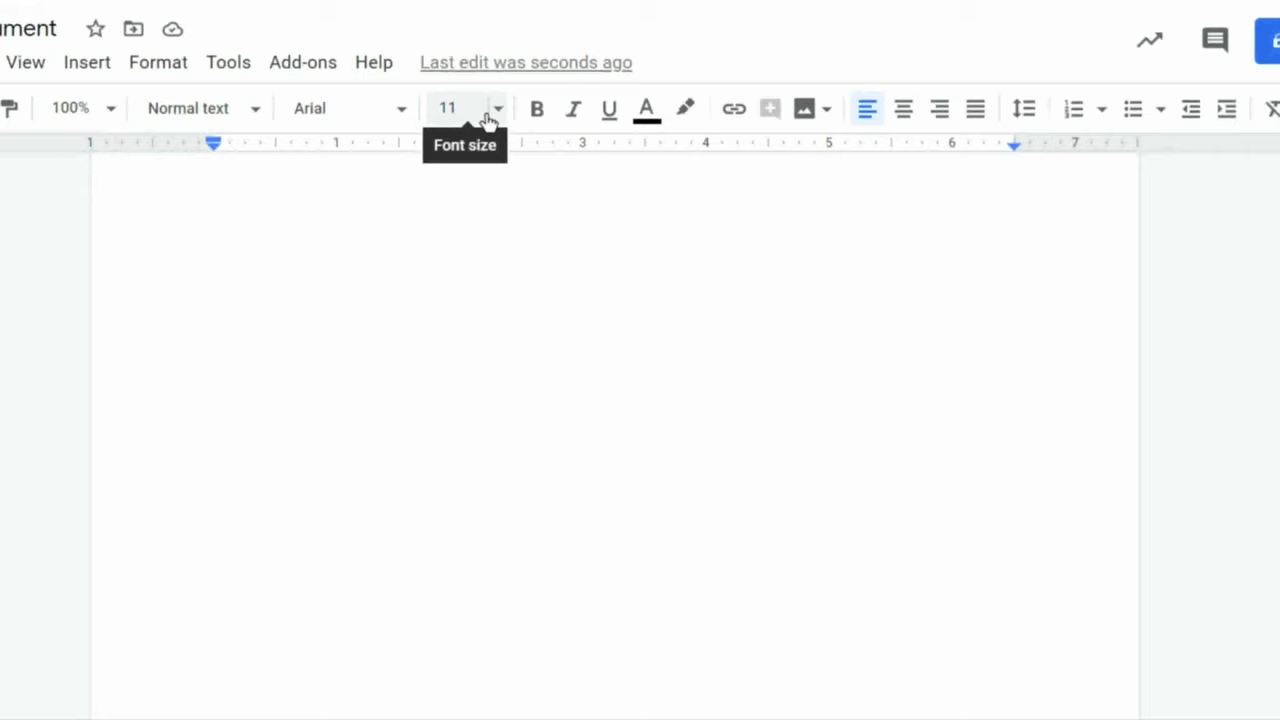 ument
View Insert Format Tools Add-ons Help Last edit was seconds ago
100% Normal text Arial 11 B I U A
1 1 3 4 5 6 7
Font size